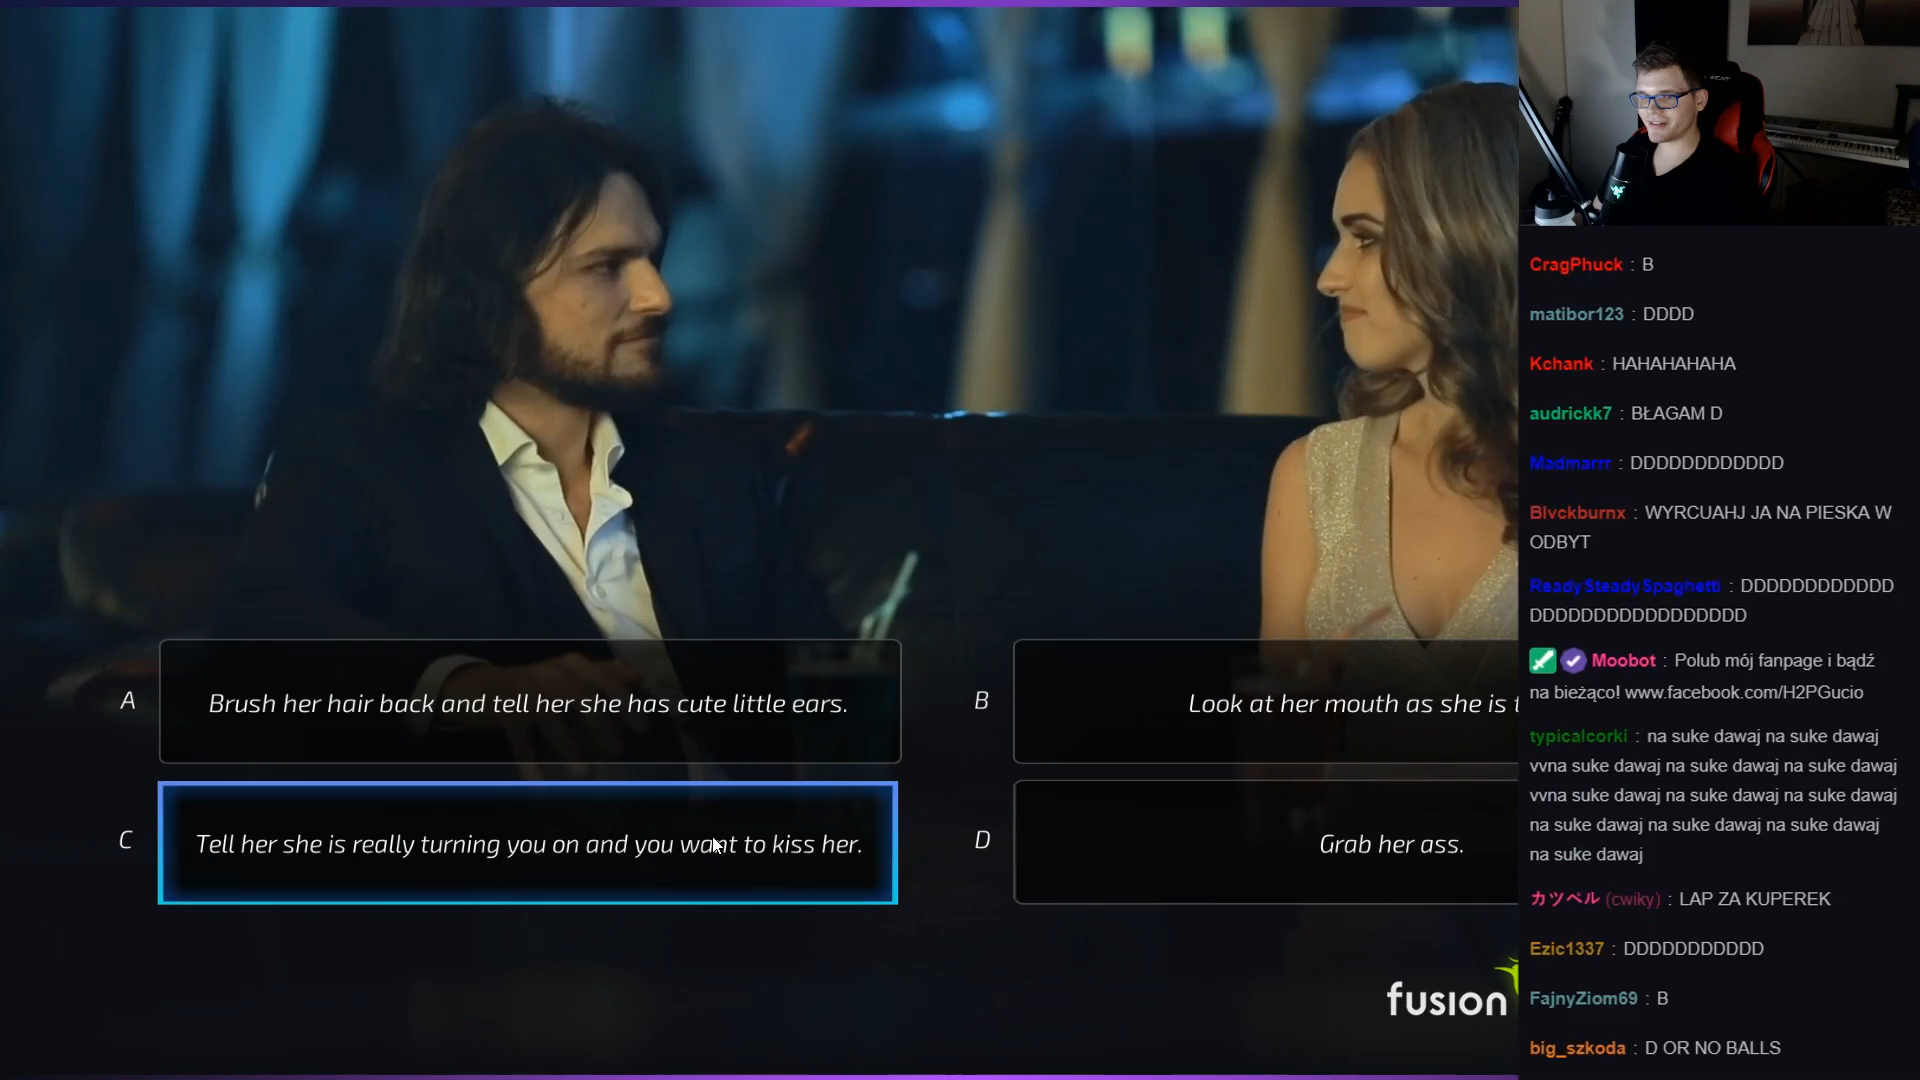 A
Brush her hair back and tell her she has cute little ears.
B
Look at her mouth as she is t
C
Tell her she is really turning you on and you want to kiss her.
D
Grab her ass.
fusion
CragPhuck : B
matibor123 : DDDD
Kchank : HAHAHAHAHA
audrickk7 : BŁAGAM D
Madmarrr : DDDDDDDDDDDD
Blvckburnx : WYRCUAHJ JA NA PIESKA W
ODBYT
ReadySteadySpaghetti : DDDDDDDDDDDD
DDDDDDDDDDDDDDDDD
Moobot : Polub mój fanpage i bądź
na bieżąco! www.facebook.com/H2PGucio
typicalcorki : na suke dawaj na suke dawaj
vvna suke dawaj na suke dawaj na suke dawaj
vvna suke dawaj na suke dawaj na suke dawaj
na suke dawaj na suke dawaj na suke dawaj
na suke dawaj
カツペル (cwiky) : LAP ZA KUPEREK
Ezic1337 : DDDDDDDDDDD
FajnyZiom69 : B
big_szkoda : D OR NO BALLS